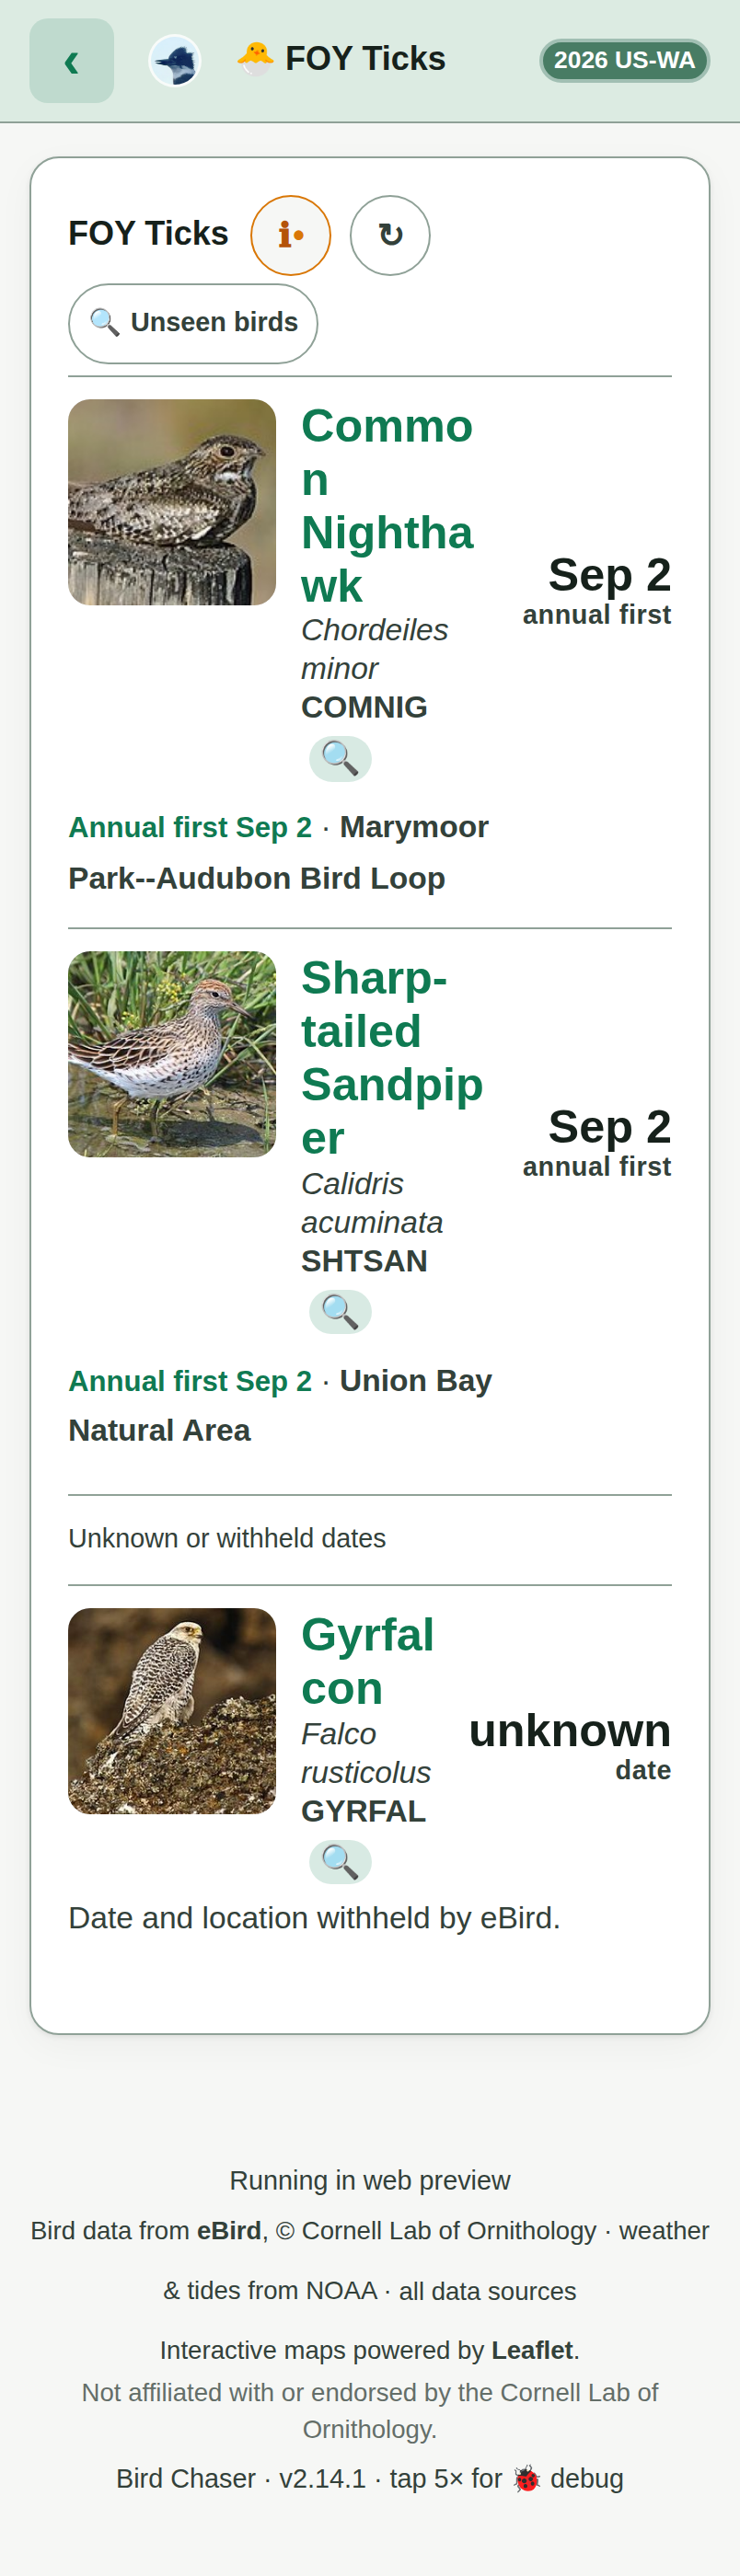 ‹ 🐣 FOY Ticks 2026 US-WA
FOY Ticks ℹ• ↻
🔍 Unseen birds
Commo
n
Nightha
wk
Sep 2
annual first
Chordeiles
minor
COMNIG
🔍
Annual first Sep 2 · Marymoor
Park--Audubon Bird Loop
Sharp-
tailed
Sandpip
er
Sep 2
annual first
Calidris
acuminata
SHTSAN
🔍
Annual first Sep 2 · Union Bay
Natural Area
Unknown or withheld dates
Gyrfal
con
unknown
date
Falco
rusticolus
GYRFAL
🔍
Date and location withheld by eBird.
Running in web preview
Bird data from eBird, © Cornell Lab of Ornithology · weather
& tides from NOAA · all data sources
Interactive maps powered by Leaflet.
Not affiliated with or endorsed by the Cornell Lab of
Ornithology.
Bird Chaser · v2.14.1 · tap 5× for 🐞 debug